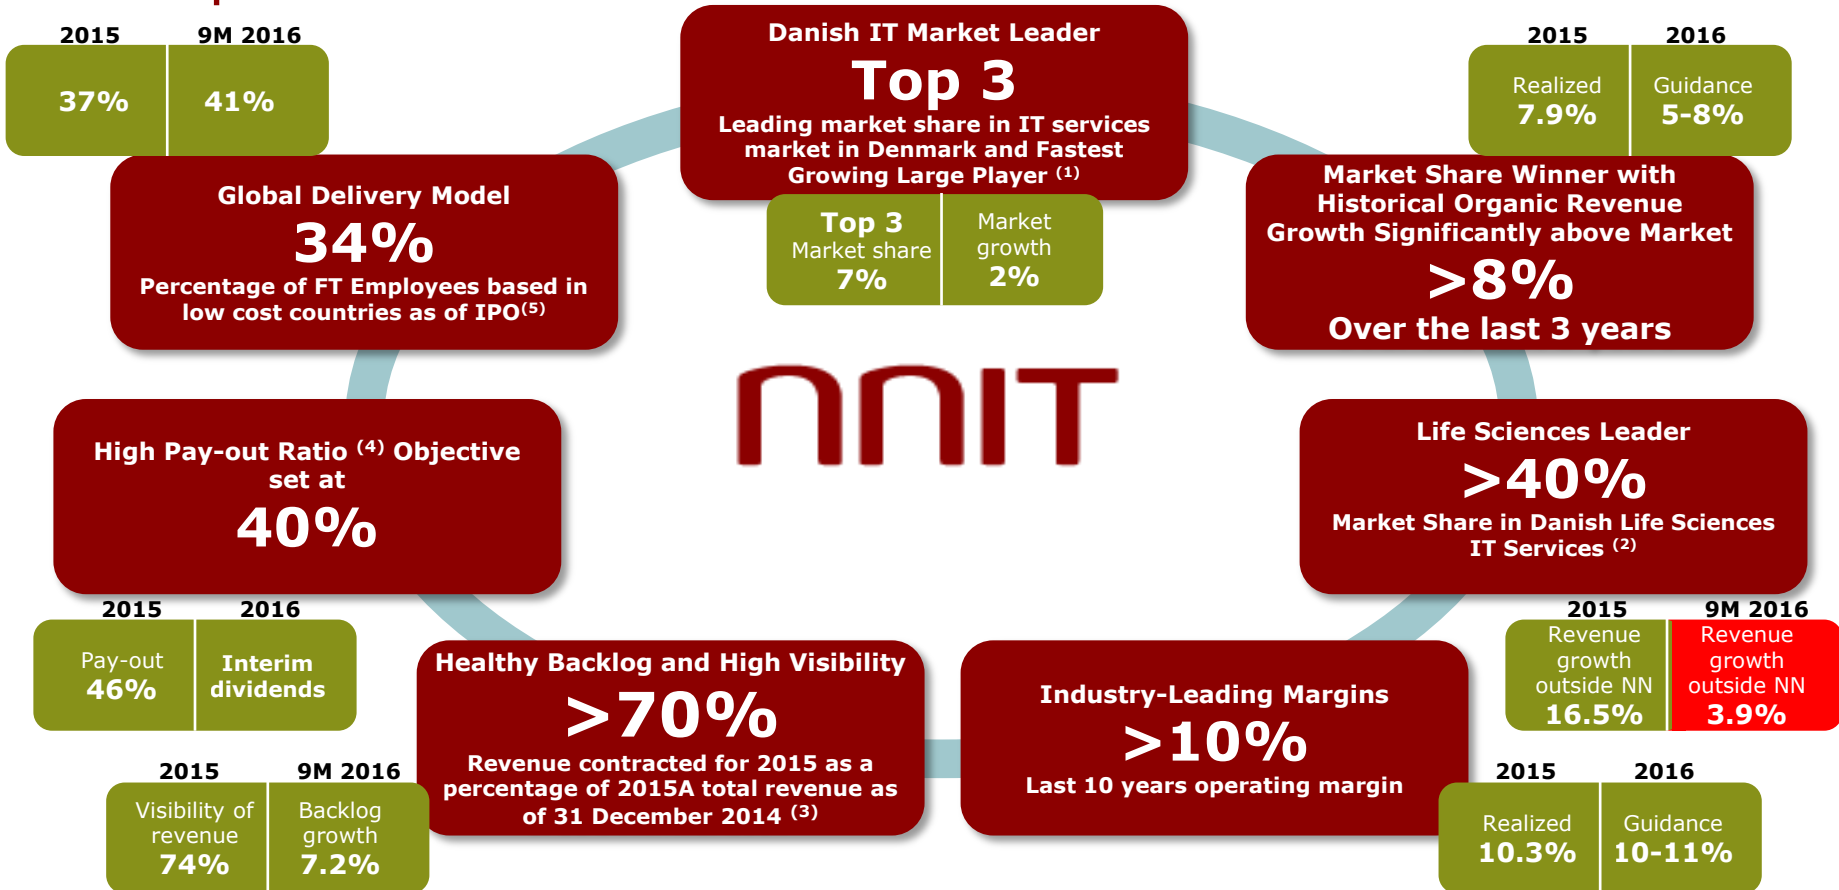 2015 9M 2016
37% 41%
Global Delivery Model
34%
Percentage of FT Employees based in
low cost countries as of IPO(5)
Danish IT Market Leader
Top 3
Leading market share in IT services
market in Denmark and Fastest
Growing Large Player (1)
Top 3
Market share
7%
Market
growth
2%
2015 2016
Realized
7.9%
Guidance
5-8%
Market Share Winner with
Historical Organic Revenue
Growth Significantly above Market
>8%
Over the last 3 years
nnit
High Pay-out Ratio (4) Objective
set at
40%
2015 2016
Pay-out
46%
Interim
dividends
Life Sciences Leader
>40%
Market Share in Danish Life Sciences
IT Services (2)
2015 9M 2016
Revenue
growth
outside NN
16.5%
Revenue
growth
outside NN
3.9%
Healthy Backlog and High Visibility
>70%
Revenue contracted for 2015 as a
percentage of 2015A total revenue as
of 31 December 2014 (3)
2015 9M 2016
Visibility of
revenue
74%
Backlog
growth
7.2%
Industry-Leading Margins
>10%
Last 10 years operating margin
2015 2016
Realized
10.3%
Guidance
10-11%